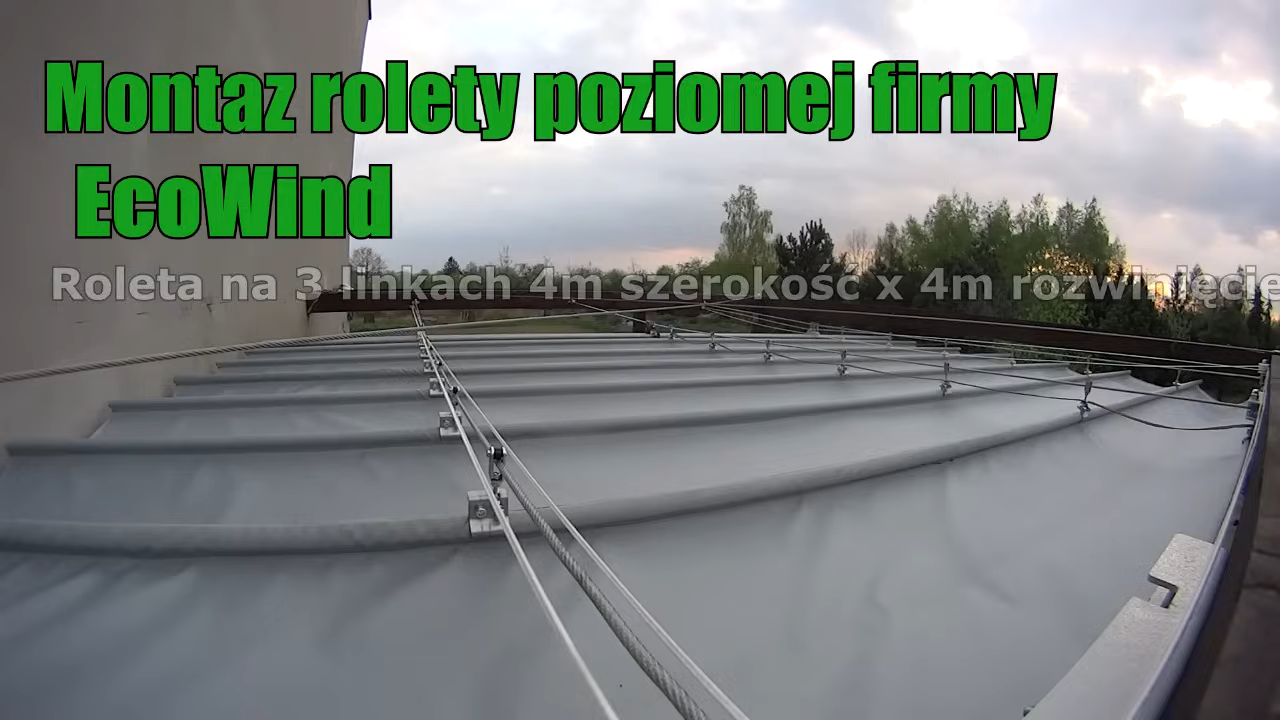 Montaz rolety poziomej firmy
EcoWind
Roleta na 3 linkach 4m szerokość x 4m rozwinięcie